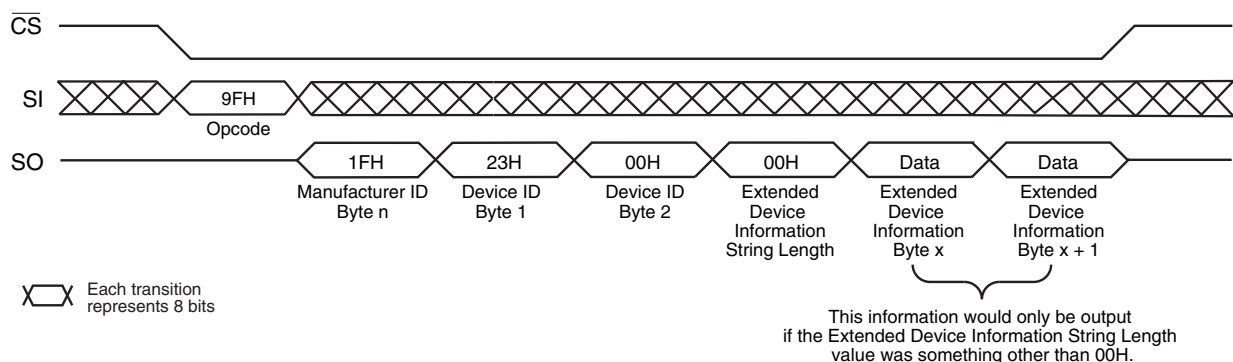 CS
SI
9FH
Opcode
SO
1FH
23H
00H
00H
Data
Data
Manufacturer ID
Byte n
Device ID
Byte 1
Device ID
Byte 2
Extended
Device
Information
String Length
Extended
Device
Information
Byte x
Extended
Device
Information
Byte x + 1
Each transition
represents 8 bits
This information would only be output
if the Extended Device Information String Length
value was something other than 00H.